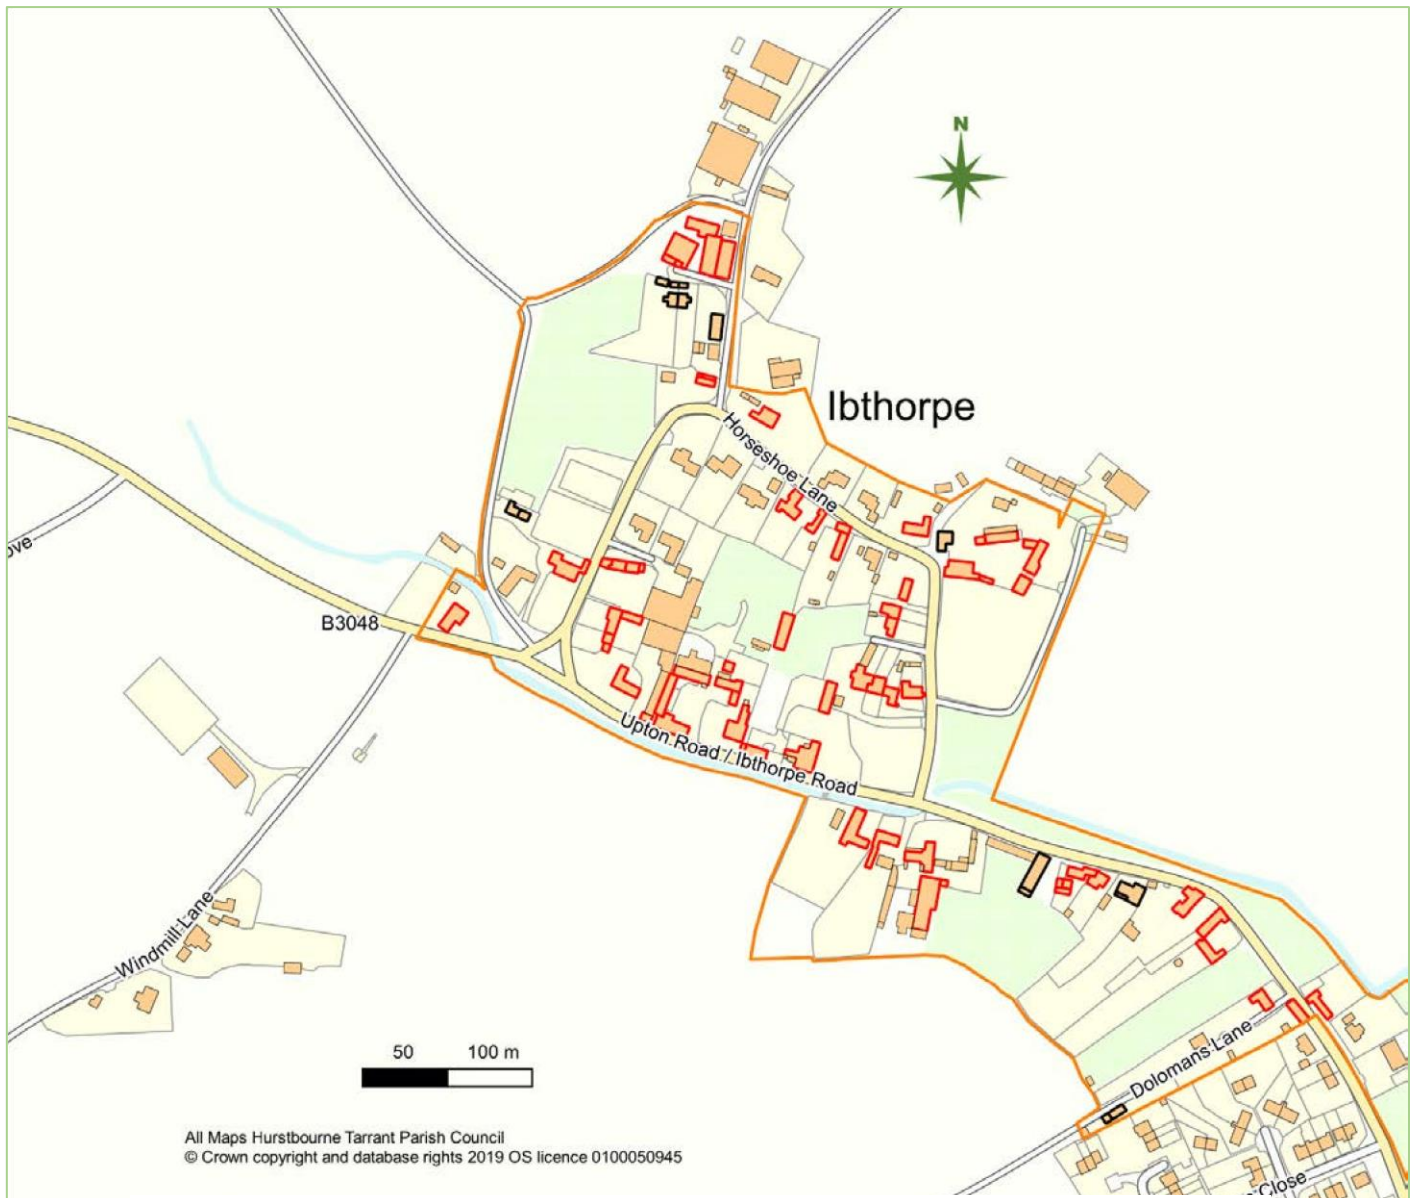 N
Ibthorpe
Horseshoe Lane
ove
B3048
Upton Road / Ibthorpe Road
Windmill Lane
Dolomans Lane
50 100 m
All Maps Hurstbourne Tarrant Parish Council
© Crown copyright and database rights 2019 OS licence 0100050945
Close